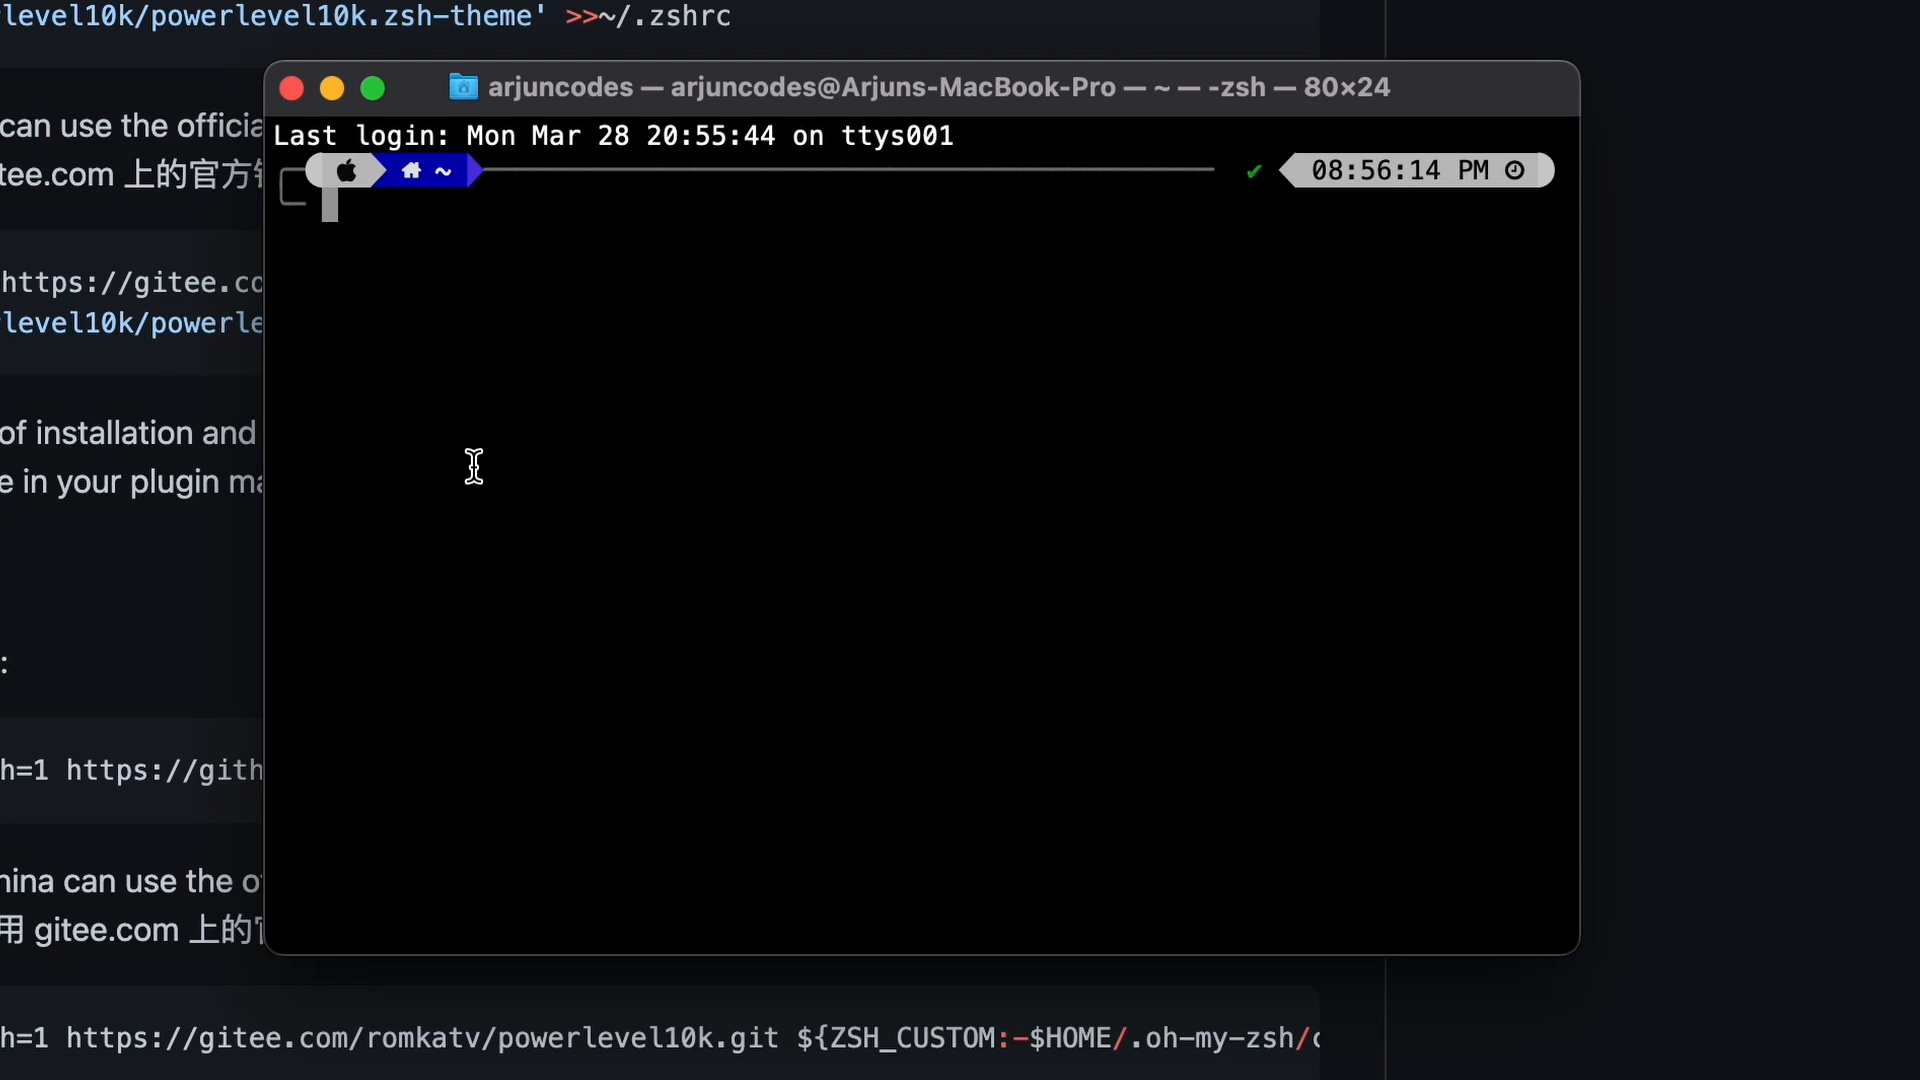 level10k/powerlevel10k.zsh-theme' >>~/.zshrc
arjuncodes — arjuncodes@Arjuns-MacBook-Pro — ~ — -zsh — 80×24
can use the officia
Last login: Mon Mar 28 20:55:44 on ttys001
tee.com 上的官方
~ ✔ 08:56:14 PM
https://gitee.co
level10k/powerle
of installation and
e in your plugin ma
:
h=1 https://gith
hina can use the o
用 gitee.com 上的
h=1 https://gitee.com/romkatv/powerlevel10k.git ${ZSH_CUSTOM:-$HOME/.oh-my-zsh/